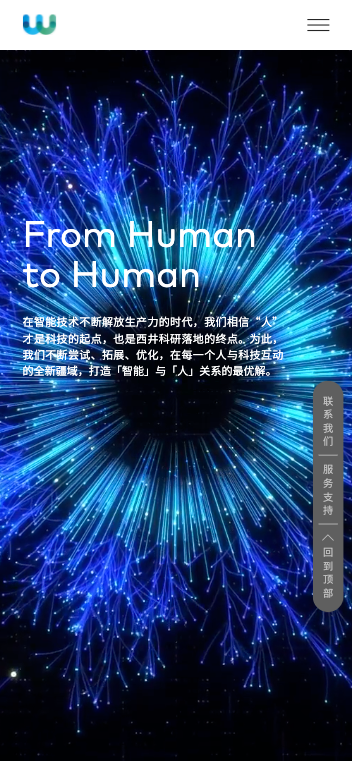 From Human
to Human
在智能技术不断解放生产力的时代，我们相信“人”
才是科技的起点，也是西井科研落地的终点。为此，
我们不断尝试、拓展、优化，在每一个人与科技互动
的全新疆域，打造「智能」与「人」关系的最优解。
联系我们
服务支持
回到顶部